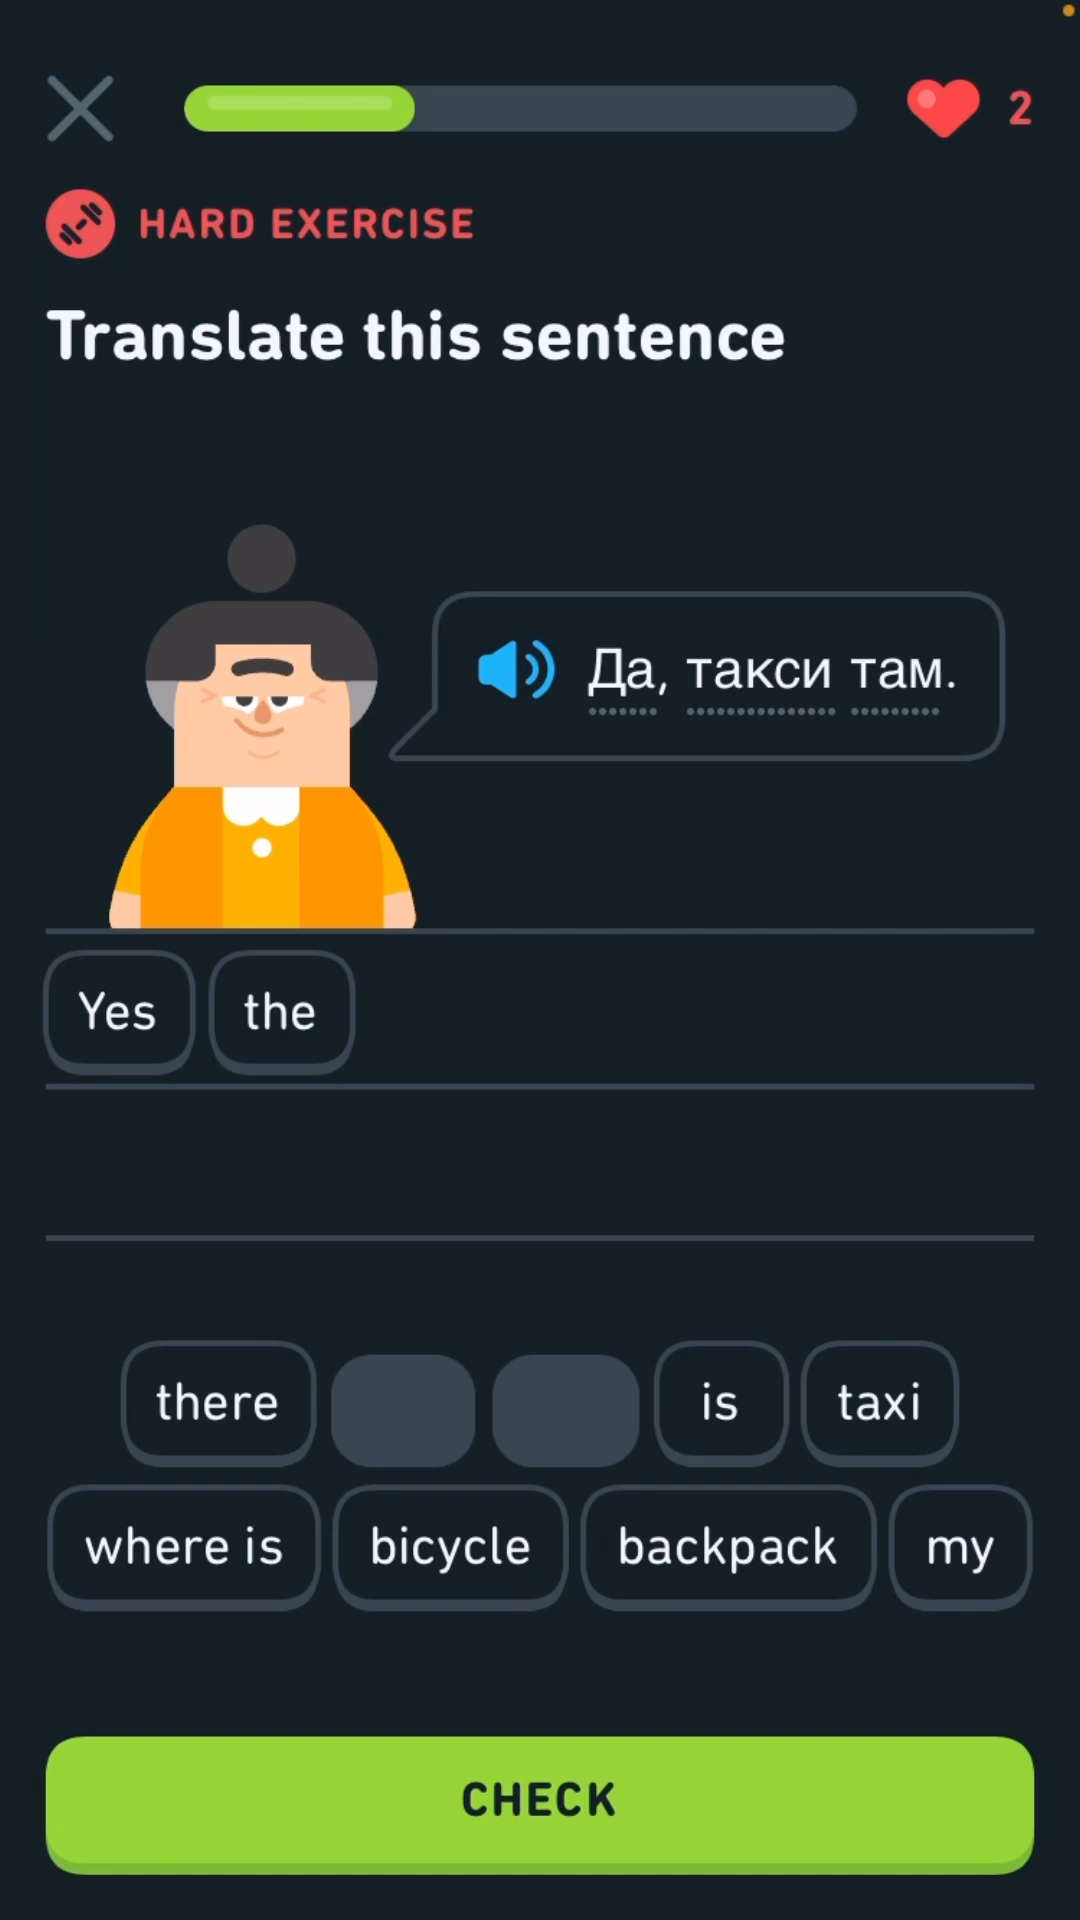 2
HARD EXERCISE
Translate this sentence
Да, такси там.
Yes the
there is taxi
where is bicycle backpack my
CHECK